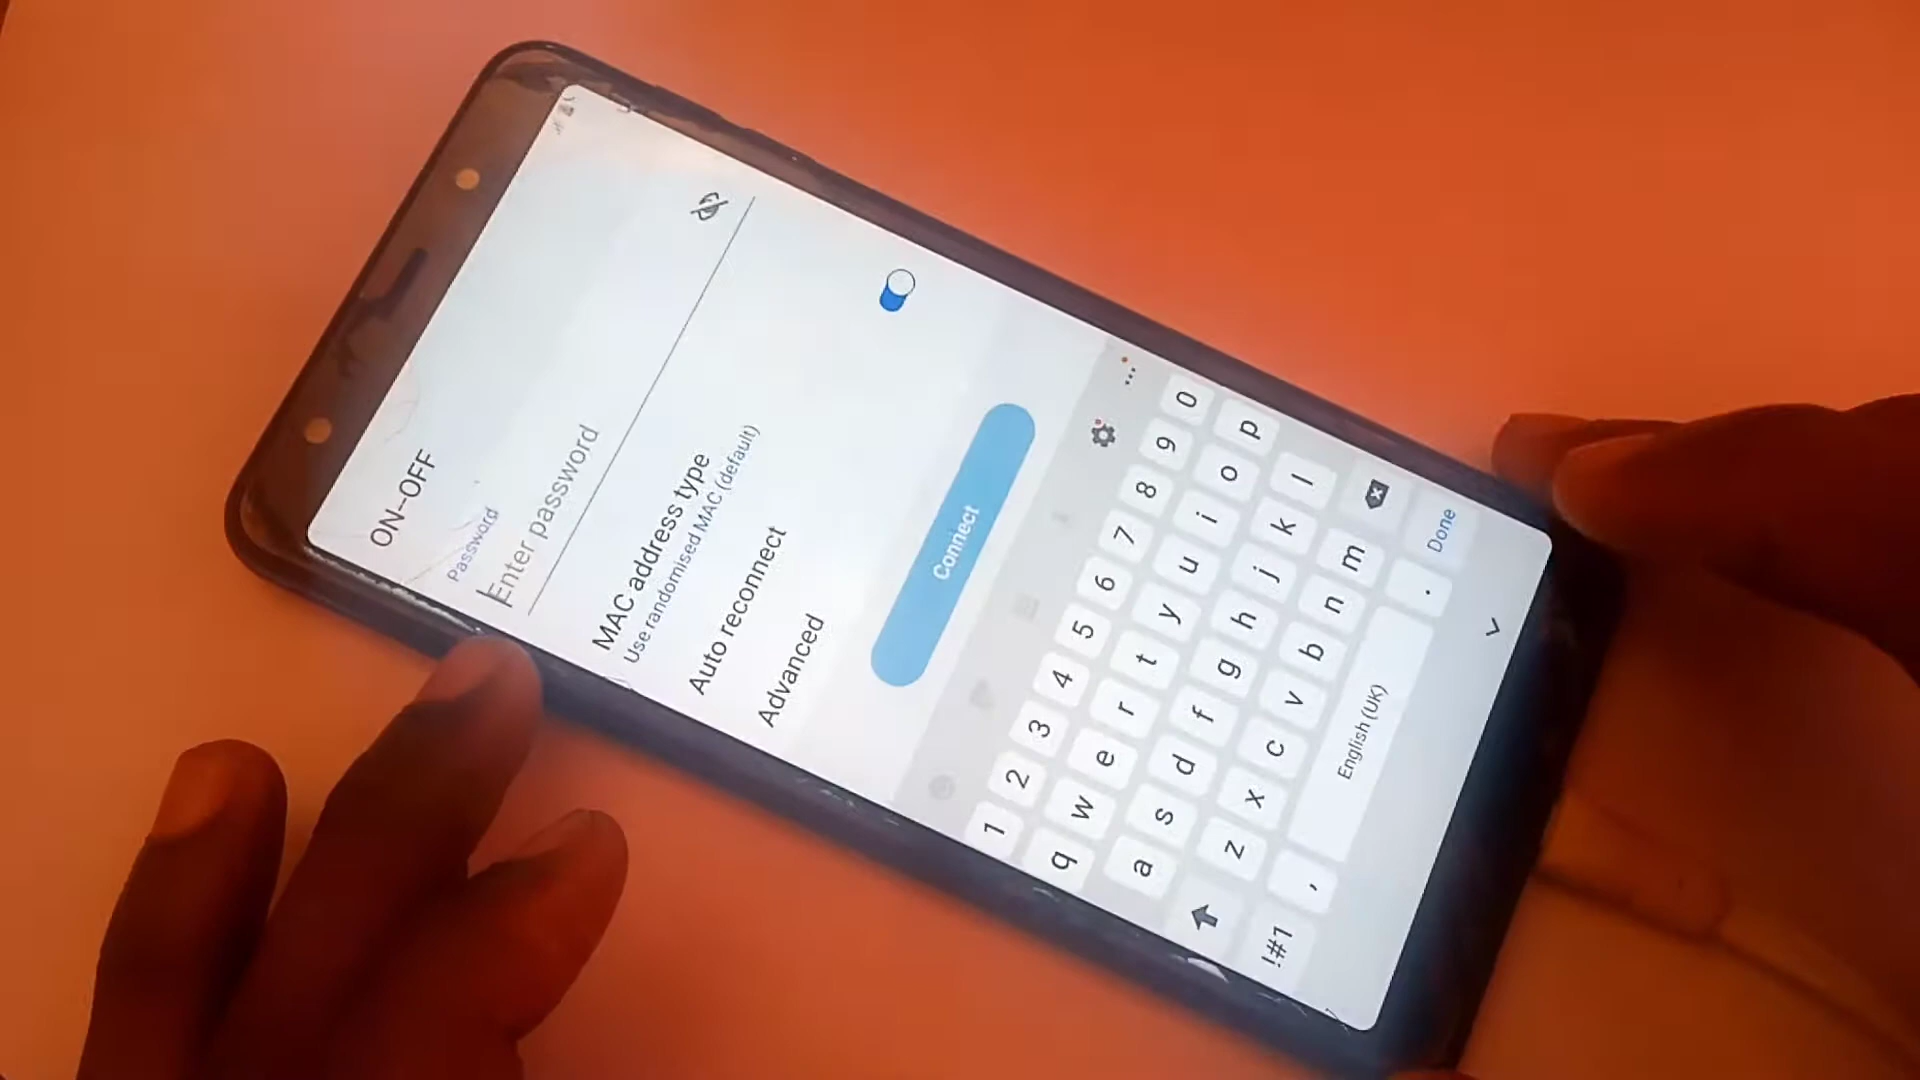 ON-OFF
Password
Enter password
MAC address type
Use randomised MAC (default)
Auto reconnect
Advanced
Connect
1 2 3 4 5 6 7 8 9 0
q w e r t y u i o p
a s d f g h j k l
z x c v b n m
!#1 , English (UK) . Done